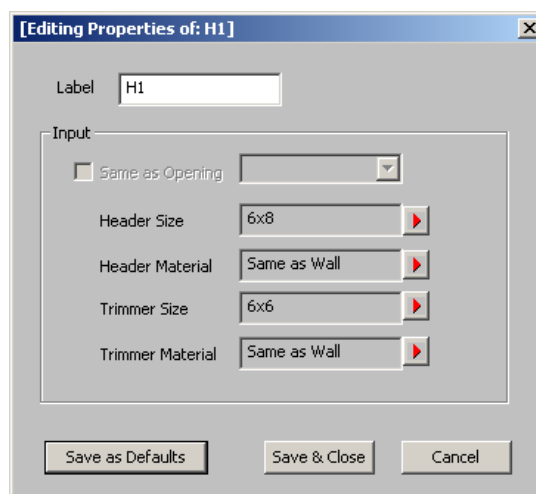 [Editing Properties of: H1]
Label H1
Input
Same as Opening
Header Size 6x8
Header Material Same as Wall
Trimmer Size 6x6
Trimmer Material Same as Wall
Save as Defaults Save & Close Cancel